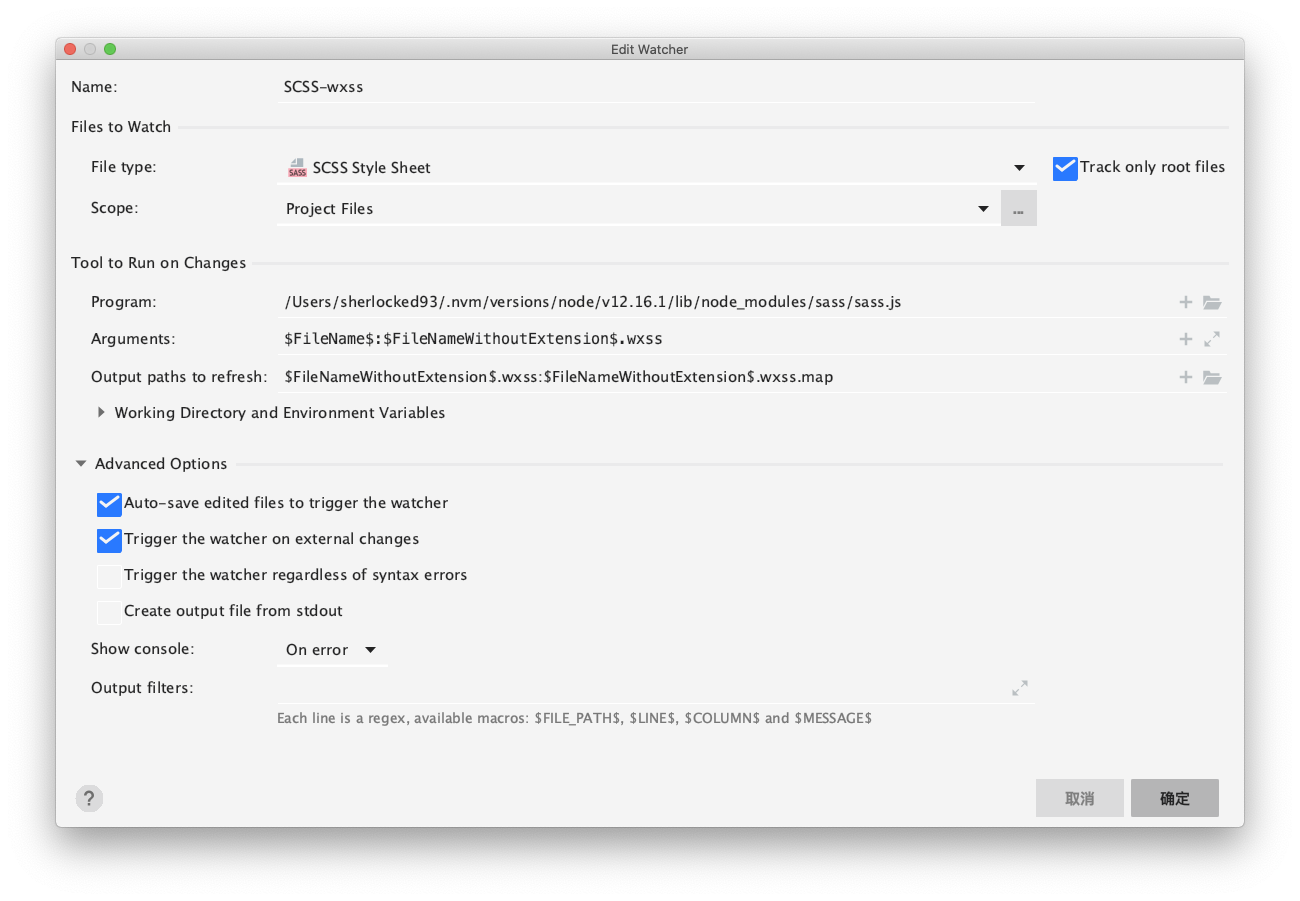 Edit Watcher
Name: SCSS-wxss
Files to Watch
File type: SASS SCSS Style Sheet Track only root files
Scope: Project Files ...
Tool to Run on Changes
Program: /Users/sherlocked93/.nvm/versions/node/v12.16.1/lib/node_modules/sass/sass.js
Arguments: $FileName$:$FileNameWithoutExtension$.wxss
Output paths to refresh: $FileNameWithoutExtension$.wxss:$FileNameWithoutExtension$.wxss.map
Working Directory and Environment Variables
Advanced Options
Auto-save edited files to trigger the watcher
Trigger the watcher on external changes
Trigger the watcher regardless of syntax errors
Create output file from stdout
Show console: On error
Output filters:
Each line is a regex, available macros: $FILE_PATH$, $LINE$, $COLUMN$ and $MESSAGE$
? 取消 确定